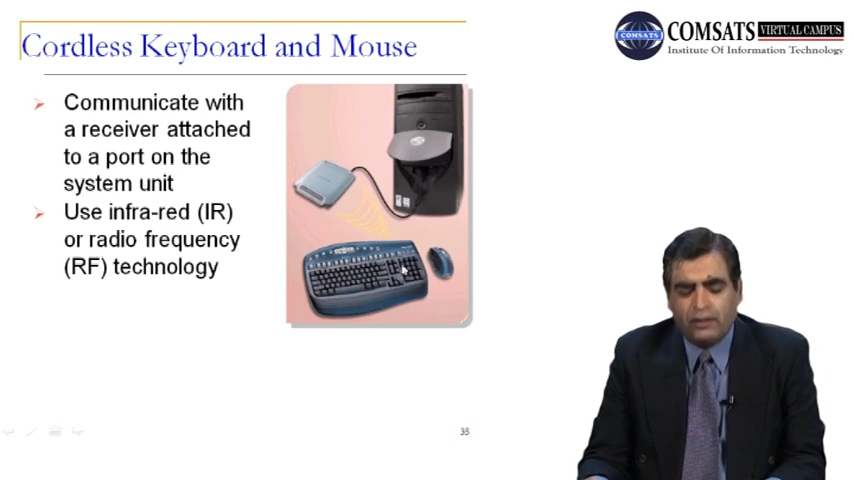 Cordless Keyboard and Mouse
COMSATS
COMSATS VIRTUAL CAMPUS
Institute Of Information Technology
Communicate with
a receiver attached
to a port on the
system unit
Use infra-red (IR)
or radio frequency
(RF) technology
35